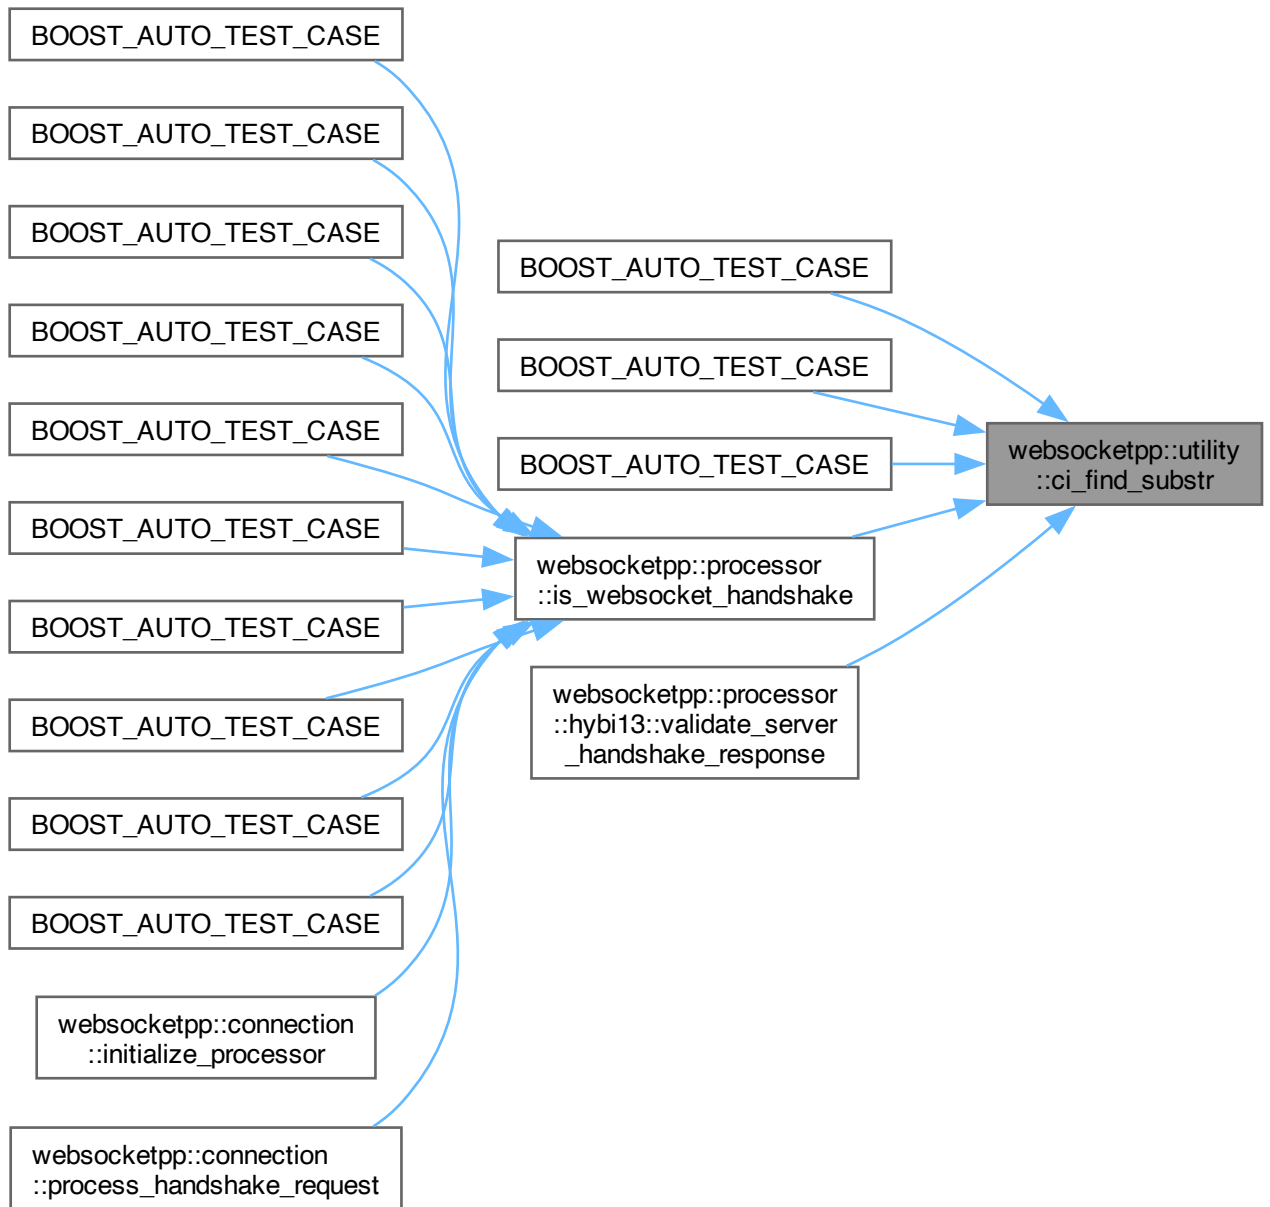 BOOST_AUTO_TEST_CASE
BOOST_AUTO_TEST_CASE
BOOST_AUTO_TEST_CASE
BOOST_AUTO_TEST_CASE
BOOST_AUTO_TEST_CASE
BOOST_AUTO_TEST_CASE
BOOST_AUTO_TEST_CASE
BOOST_AUTO_TEST_CASE
BOOST_AUTO_TEST_CASE
BOOST_AUTO_TEST_CASE
websocketpp::connection
::initialize_processor
websocketpp::connection
::process_handshake_request
BOOST_AUTO_TEST_CASE
BOOST_AUTO_TEST_CASE
BOOST_AUTO_TEST_CASE
websocketpp::processor
::is_websocket_handshake
websocketpp::processor
::hybi13::validate_server
_handshake_response
websocketpp::utility
::ci_find_substr